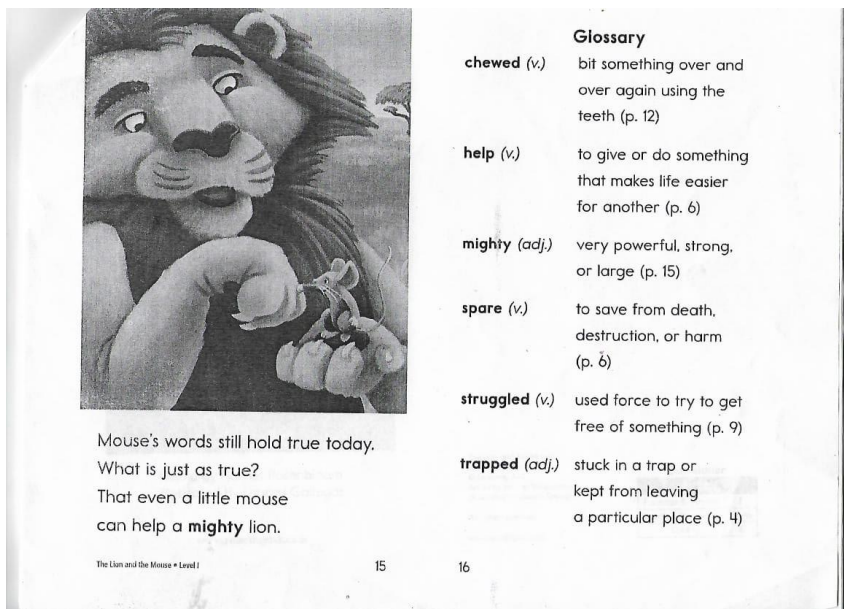 Mouse's words still hold true today.
What is just as true?
That even a little mouse
can help a mighty lion.
The Lion and the Mouse • Level I
15
Glossary
chewed (v.) bit something over and
over again using the
teeth (p. 12)
help (v.) to give or do something
that makes life easier
for another (p. 6)
mighty (adj.) very powerful, strong,
or large (p. 15)
spare (v.) to save from death,
destruction, or harm
(p. 6)
struggled (v.) used force to try to get
free of something (p. 9)
trapped (adj.) stuck in a trap or
kept from leaving
a particular place (p. 4)
16